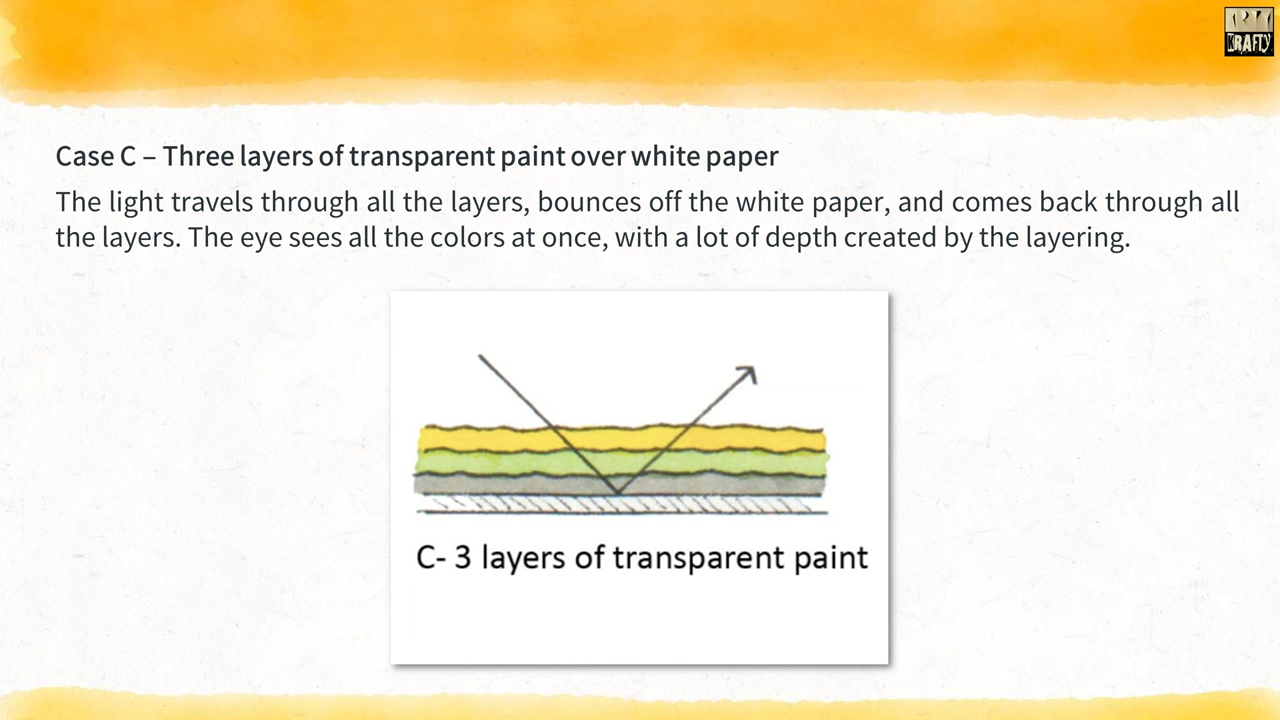 ARTY
KRAFTY
Case C – Three layers of transparent paint over white paper
The light travels through all the layers, bounces off the white paper, and comes back through all
the layers. The eye sees all the colors at once, with a lot of depth created by the layering.
C- 3 layers of transparent paint